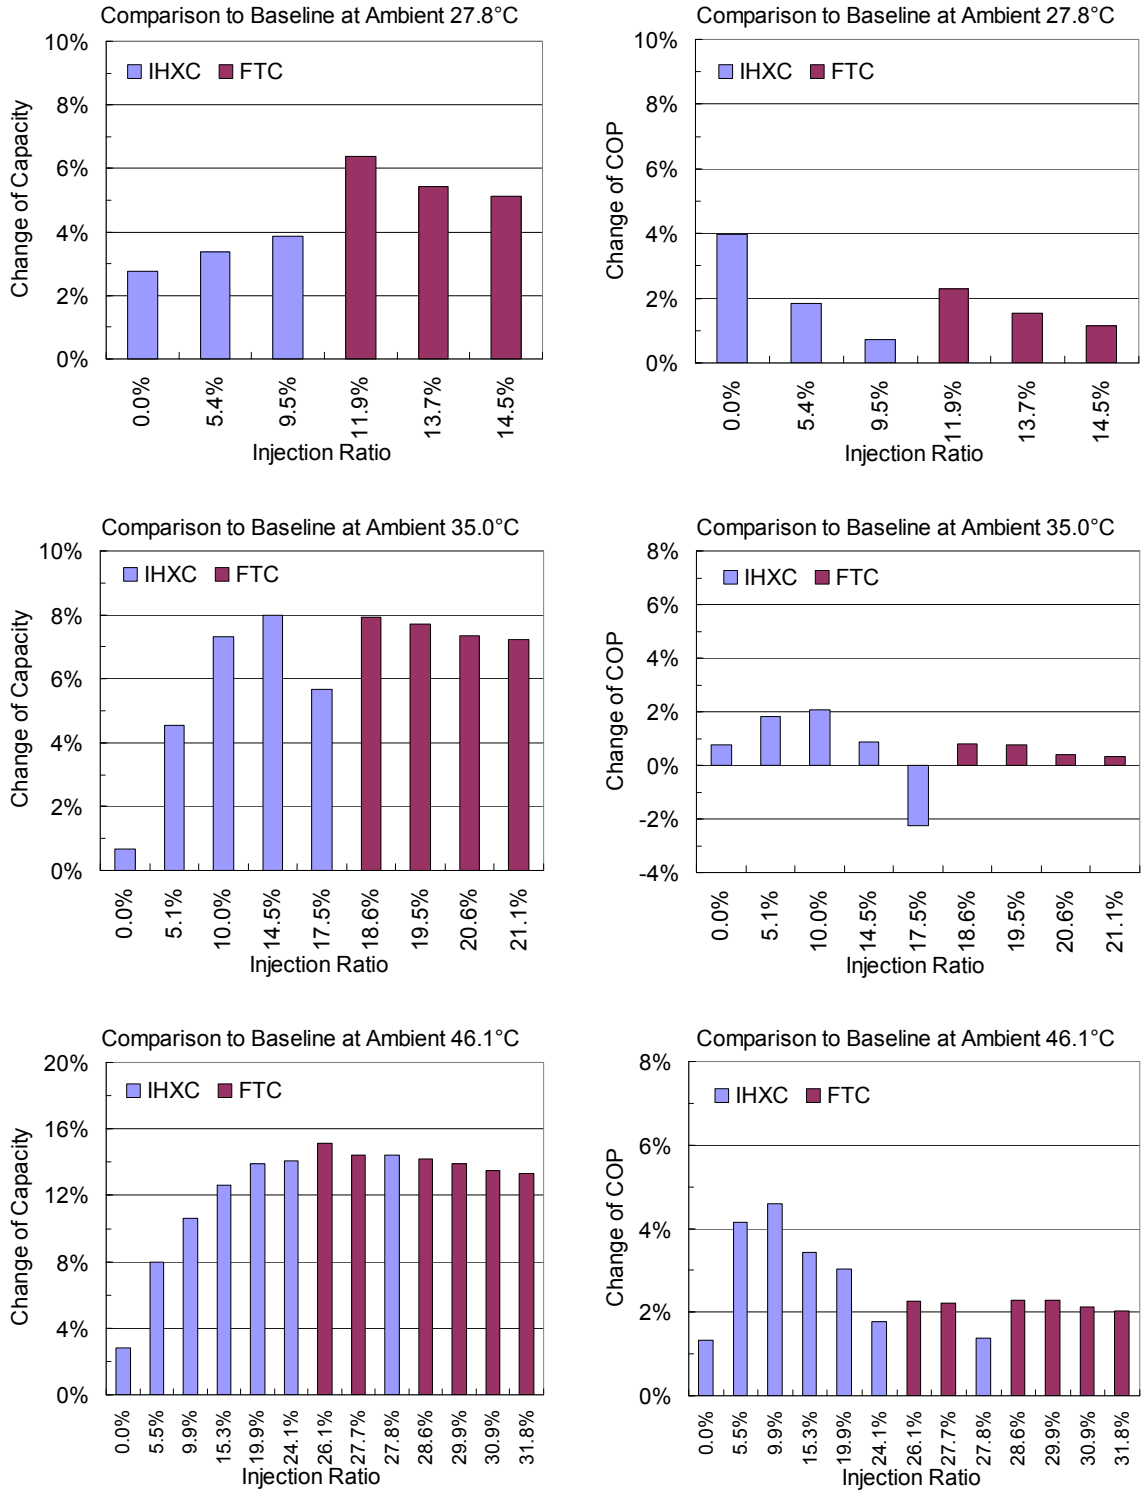 Comparison to Baseline at Ambient 27.8°C
10%
8%
6%
4%
2%
0%
Change of Capacity
IHXC FTC
0.0% 5.4% 9.5% 11.9% 13.7% 14.5%
Injection Ratio
Comparison to Baseline at Ambient 27.8°C
10%
8%
6%
4%
2%
0%
Change of COP
IHXC FTC
0.0% 5.4% 9.5% 11.9% 13.7% 14.5%
Injection Ratio
Comparison to Baseline at Ambient 35.0°C
10%
8%
6%
4%
2%
0%
Change of Capacity
IHXC FTC
0.0% 5.1% 10.0% 14.5% 17.5% 18.6% 19.5% 20.6% 21.1%
Injection Ratio
Comparison to Baseline at Ambient 35.0°C
8%
6%
4%
2%
0%
-2%
-4%
Change of COP
IHXC FTC
0.0% 5.1% 10.0% 14.5% 17.5% 18.6% 19.5% 20.6% 21.1%
Injection Ratio
Comparison to Baseline at Ambient 46.1°C
20%
16%
12%
8%
4%
0%
Change of Capacity
IHXC FTC
0.0% 5.5% 9.9% 15.3% 19.9% 24.1% 26.1% 27.7% 27.8% 28.6% 29.9% 30.9% 31.8%
Injection Ratio
Comparison to Baseline at Ambient 46.1°C
8%
6%
4%
2%
0%
Change of COP
IHXC FTC
0.0% 5.5% 9.9% 15.3% 19.9% 24.1% 26.1% 27.7% 27.8% 28.6% 29.9% 30.9% 31.8%
Injection Ratio